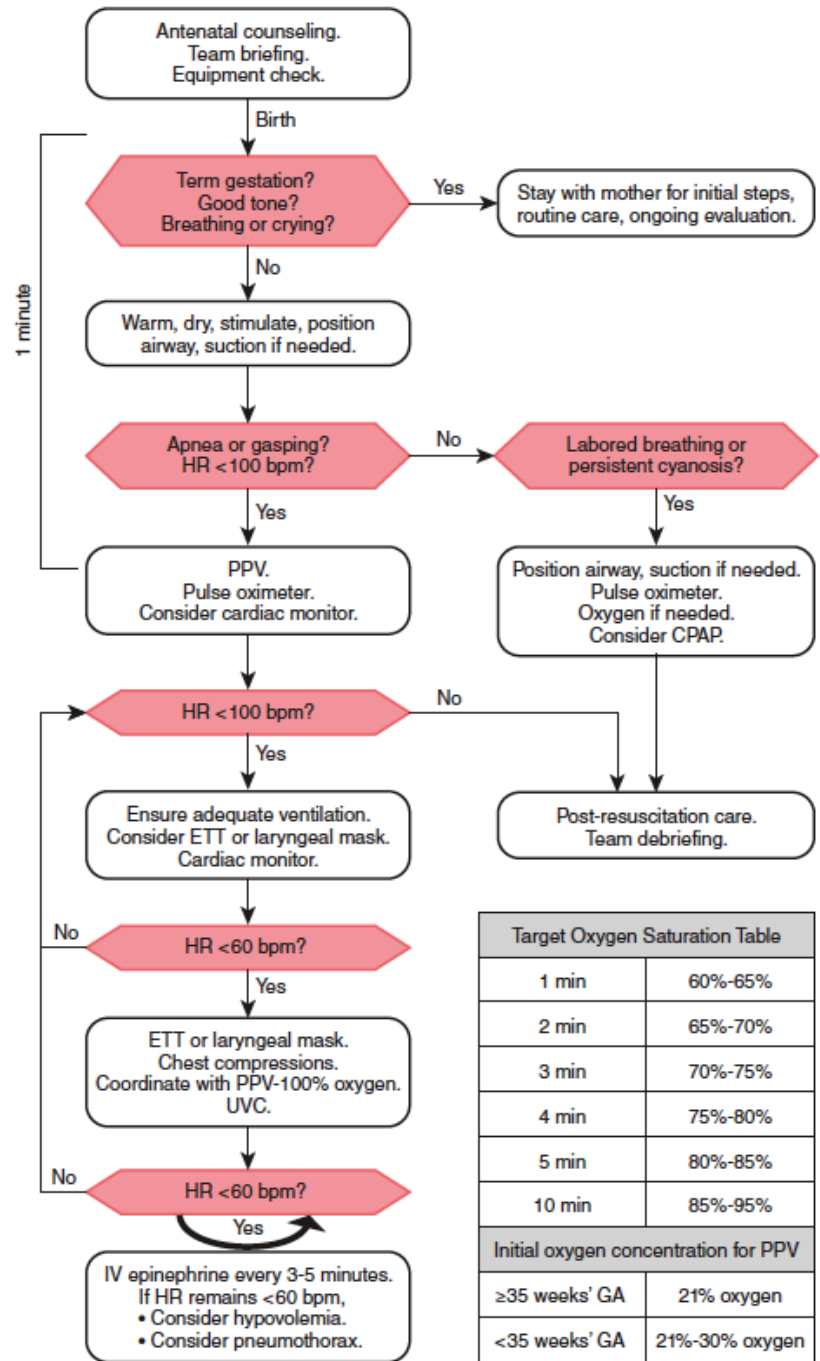 Antenatal counseling.
Team briefing.
Equipment check.
Birth
1 minute
Term gestation?
Good tone?
Breathing or crying?
Yes
Stay with mother for initial steps,
routine care, ongoing evaluation.
No
Warm, dry, stimulate, position
airway, suction if needed.
Apnea or gasping?
HR <100 bpm?
No
Labored breathing or
persistent cyanosis?
Yes
Yes
PPV.
Pulse oximeter.
Consider cardiac monitor.
Position airway, suction if needed.
Pulse oximeter.
Oxygen if needed.
Consider CPAP.
HR <100 bpm?
No
Yes
Ensure adequate ventilation.
Consider ETT or laryngeal mask.
Cardiac monitor.
Post-resuscitation care.
Team debriefing.
No
HR <60 bpm?
Yes
ETT or laryngeal mask.
Chest compressions.
Coordinate with PPV-100% oxygen.
UVC.
No
HR <60 bpm?
Yes
IV epinephrine every 3-5 minutes.
If HR remains <60 bpm,
• Consider hypovolemia.
• Consider pneumothorax.
Target Oxygen Saturation Table
1 min 60%-65%
2 min 65%-70%
3 min 70%-75%
4 min 75%-80%
5 min 80%-85%
10 min 85%-95%
Initial oxygen concentration for PPV
≥35 weeks' GA 21% oxygen
<35 weeks' GA 21%-30% oxygen